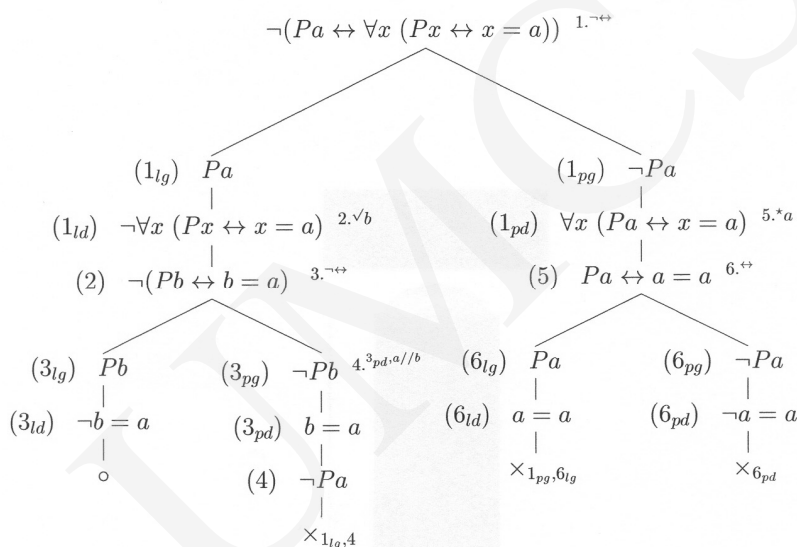 ¬(Pa ↔ ∀x (Px ↔ x = a)) 1.¬↔
(1lg) Pa (1pg) ¬Pa
(1ld) ¬∀x (Px ↔ x = a) 2.√b (1pd) ∀x (Pa ↔ x = a) 5.*a
(2) ¬(Pb ↔ b = a) 3.¬↔ (5) Pa ↔ a = a 6.↔
(3lg) Pb (3pg) ¬Pb 4.3pd,a//b (6lg) Pa (6pg) ¬Pa
(3ld) ¬b = a (3pd) b = a (6ld) a = a (6pd) ¬a = a
∘ (4) ¬Pa ×1pg,6lg ×6pd
×1lg,4
UMCS